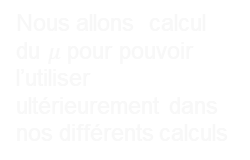 Nous allons calcul
du μ pour pouvoir
l'utiliser
ultérieurement dans
nos différents calculs